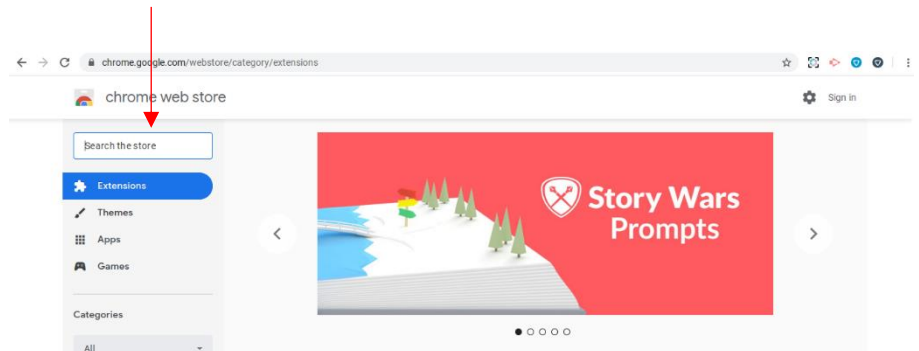 chrome.google.com/webstore/category/extensions
chrome web store
Sign in
Search the store
Extensions
Themes
Apps
Games
Categories
All
Story Wars
Prompts